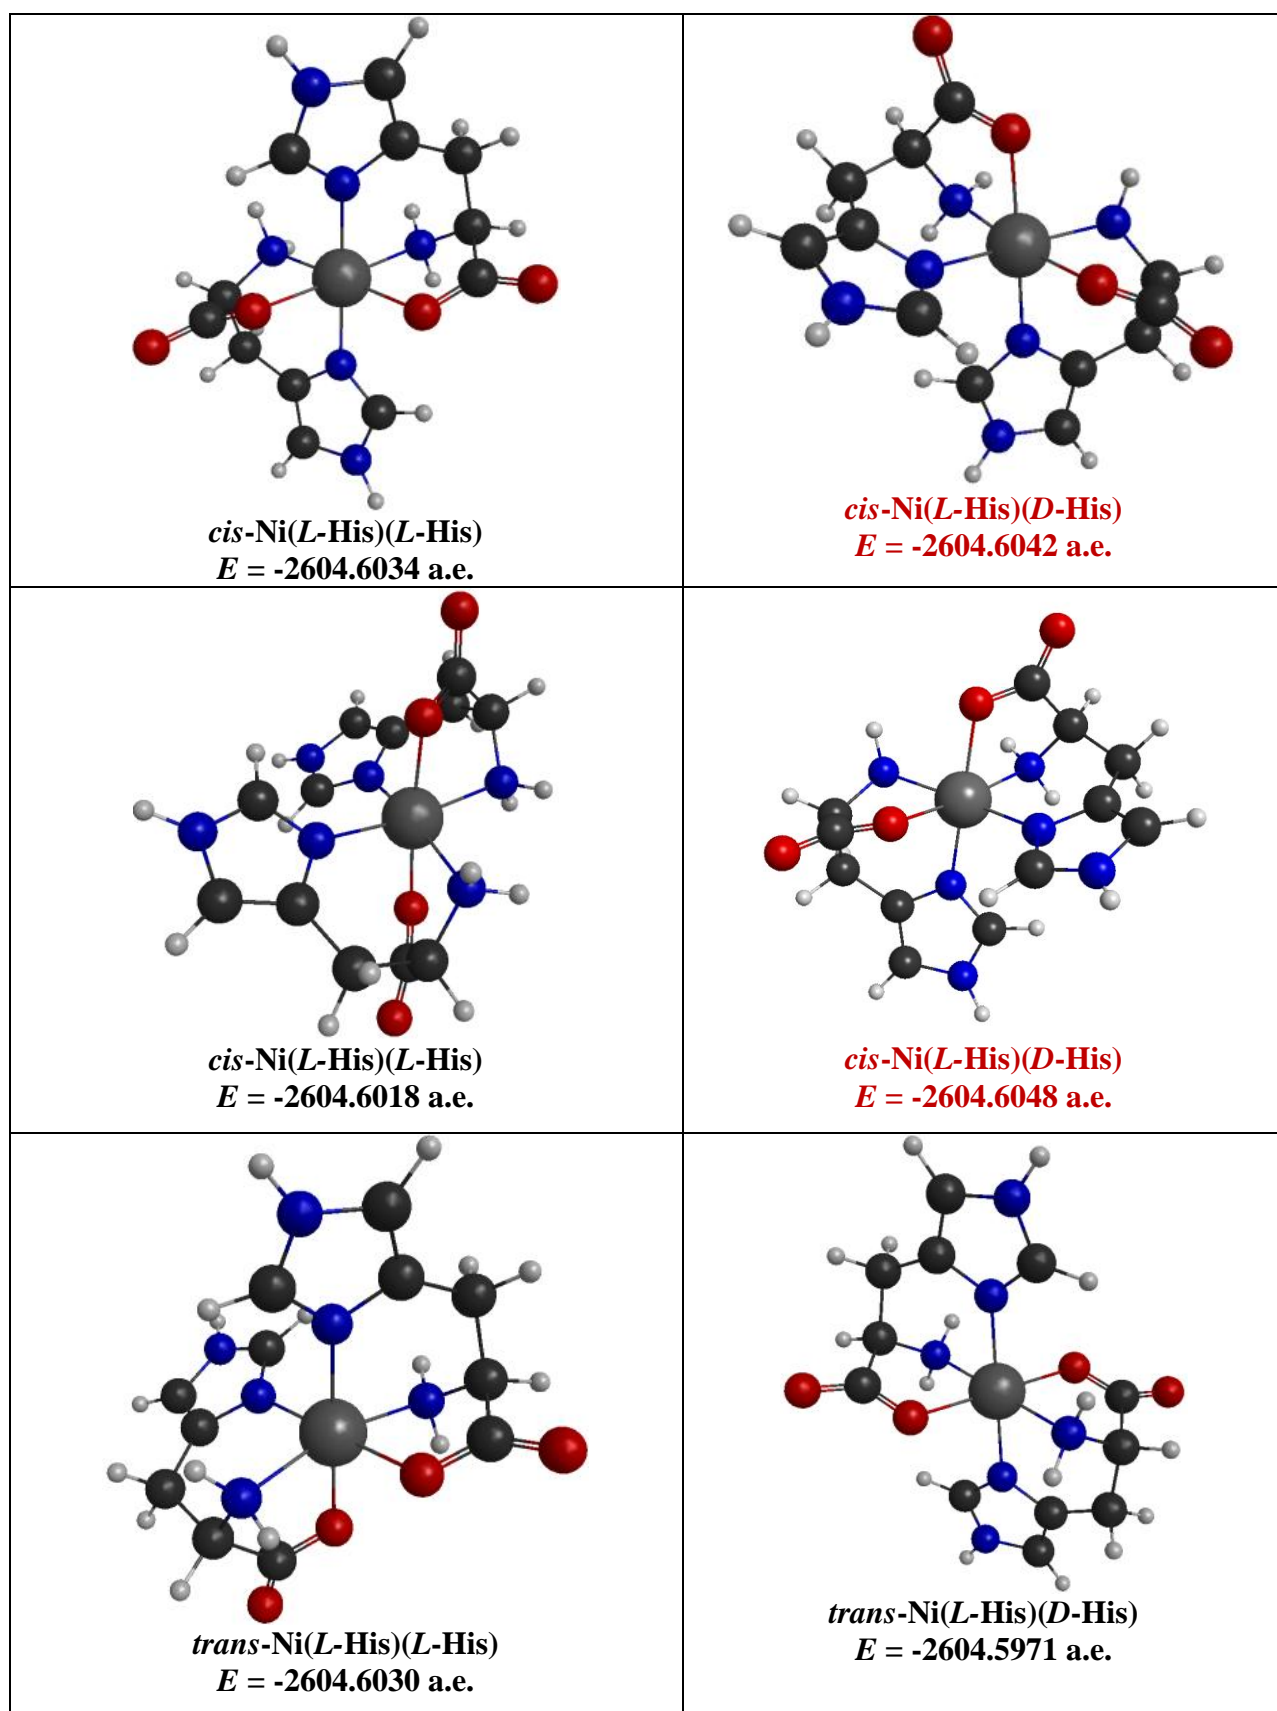 cis-Ni(L-His)(L-His)
E = -2604.6034 a.e.
cis-Ni(L-His)(D-His)
E = -2604.6042 a.e.
cis-Ni(L-His)(L-His)
E = -2604.6018 a.e.
cis-Ni(L-His)(D-His)
E = -2604.6048 a.e.
trans-Ni(L-His)(L-His)
E = -2604.6030 a.e.
trans-Ni(L-His)(D-His)
E = -2604.5971 a.e.